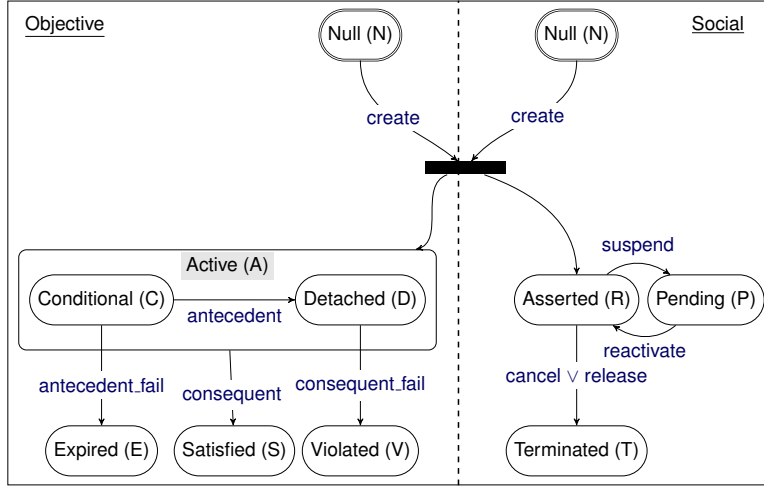 Objective
Social
Null (N)
Null (N)
create
create
Active (A)
suspend
Conditional (C)
Detached (D)
Asserted (R)
Pending (P)
antecedent
reactivate
antecedent_fail
consequent
consequent_fail
cancel ∨ release
Expired (E)
Satisfied (S)
Violated (V)
Terminated (T)